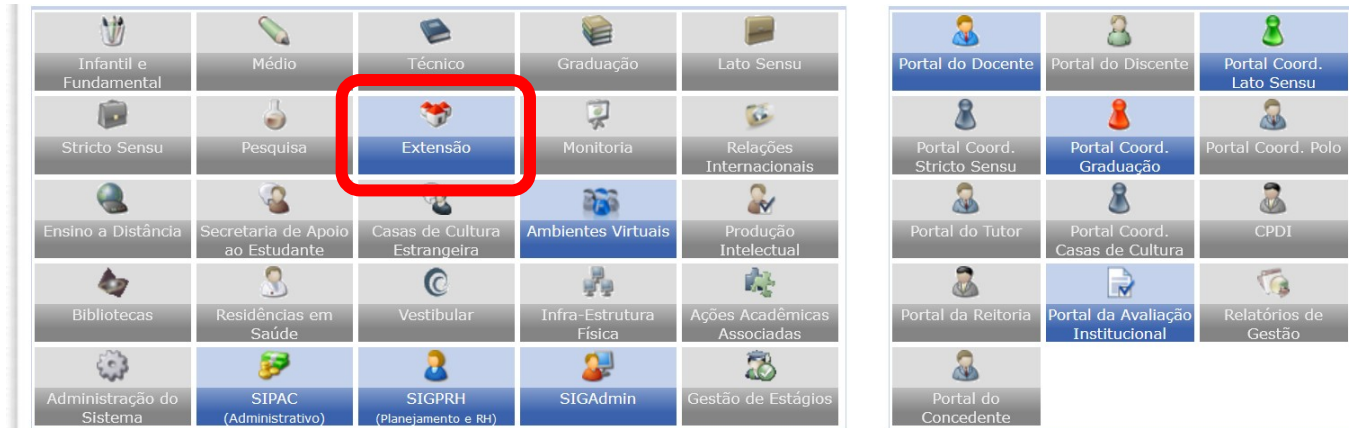 Infantil e
Fundamental
Médio
Técnico
Graduação
Lato Sensu
Stricto Sensu
Pesquisa
Extensão
Monitoria
Relações
Internacionais
Ensino a Distância
Secretaria de Apoio
ao Estudante
Casas de Cultura
Estrangeira
Ambientes Virtuais
Produção
Intelectual
Bibliotecas
Residências em
Saúde
Vestibular
Infra-Estrutura
Física
Ações Acadêmicas
Associadas
Administração do
Sistema
SIPAC
(Administrativo)
SIGPRH
(Planejamento e RH)
SIGAdmin
Gestão de Estágios
Portal do Docente
Portal do Discente
Portal Coord.
Lato Sensu
Portal Coord.
Stricto Sensu
Portal Coord.
Graduação
Portal Coord. Polo
Portal do Tutor
Portal Coord.
Casas de Cultura
CPDI
Portal da Reitoria
Portal da Avaliação
Institucional
Relatórios de
Gestão
Portal do
Concedente